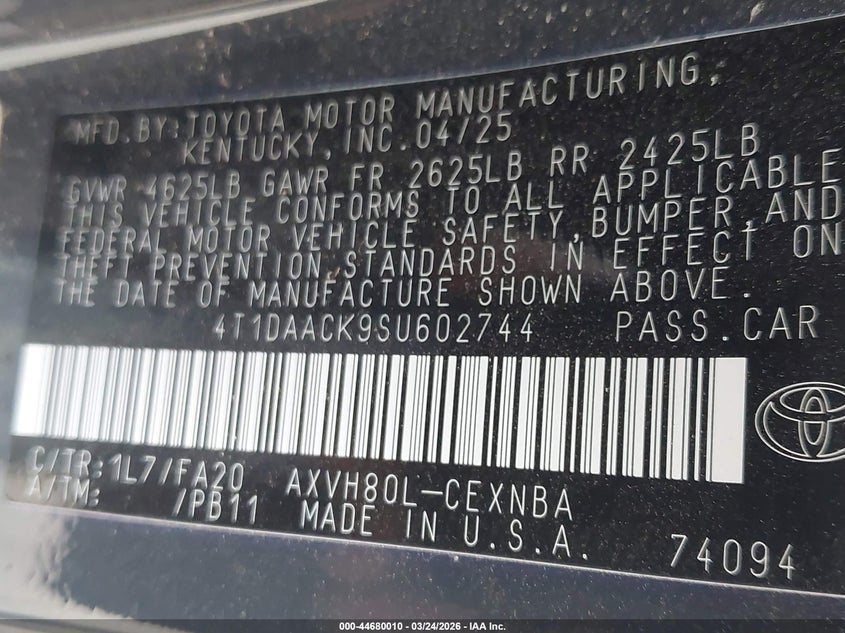 MFD.BY:TOYOTA MOTOR MANUFACTURING,
KENTUCKY,INC.04/25
GVWR 4625LB GAWR FR 2625LB RR 2425LB
THIS VEHICLE CONFORMS TO ALL APPLICABLE
FEDERAL MOTOR VEHICLE SAFETY,BUMPER,AND
THEFT PREVENTION STANDARDS IN EFFECT ON
THE DATE OF MANUFACTURE SHOWN ABOVE.
4T1DAACK9SU602744 PASS.CAR
C/TR:1L7/FA20 AXVH80L-CEXNBA
A/TM: /PB11 MADE IN U.S.A. 74094
000-44680010 - 03/24/2026 - IAA Inc.